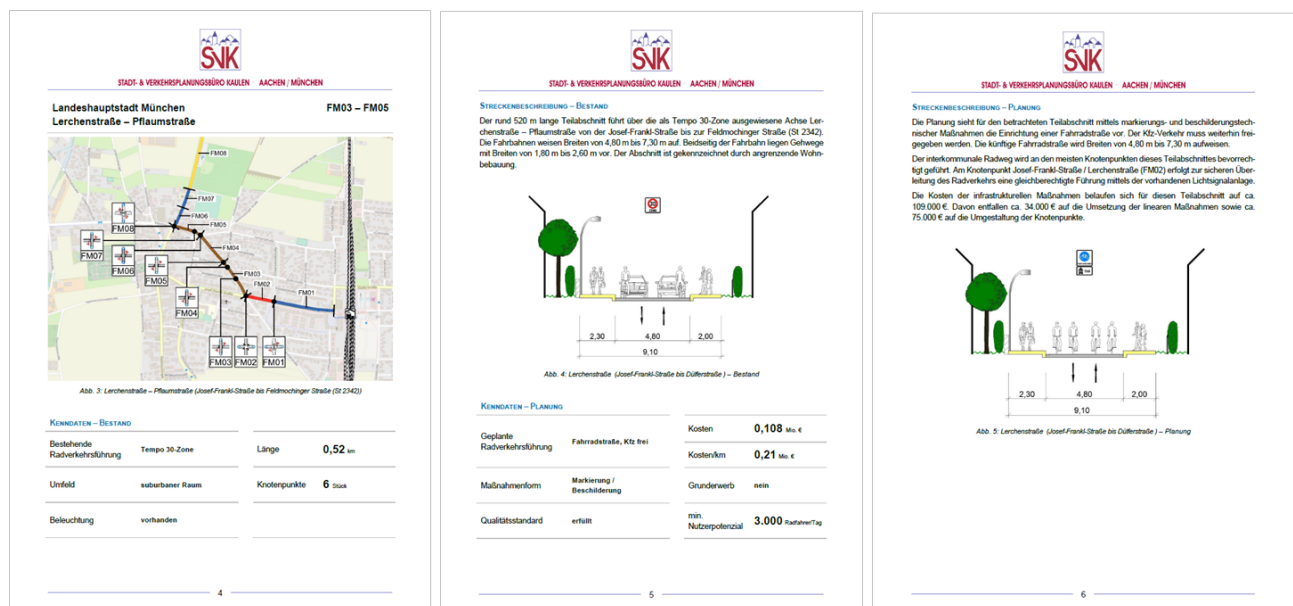 SVK
STADT- & VERKEHRSPLANUNGSBÜRO KAULEN AACHEN / MÜNCHEN
Landeshauptstadt München FM03 – FM05
Lerchenstraße – Pflaumstraße
FM08
FM07
FM06
FM05
FM04
FM03
FM02
FM01
FM08
FM07
FM06
FM05
FM04
FM03
FM02
FM01
Abb. 3: Lerchenstraße – Pflaumstraße (Josef-Frankl-Straße bis Feldmochinger Straße (St 2342))
KENNDATEN – BESTAND
Bestehende
Radverkehrsführung Tempo 30-Zone Länge 0,52 km
Umfeld suburbaner Raum Knotenpunkte 6 Stück
Beleuchtung vorhanden
4
SVK
STADT- & VERKEHRSPLANUNGSBÜRO KAULEN AACHEN / MÜNCHEN
STRECKENBESCHREIBUNG – BESTAND
Der rund 520 m lange Teilabschnitt führt über die als Tempo 30-Zone ausgewiesene Achse Ler-
chenstraße – Pflaumstraße von der Josef-Frankl-Straße bis zur Feldmochinger Straße (St 2342).
Die Fahrbahnen weisen Breiten von 4,80 m bis 7,30 m auf. Beidseitig der Fahrbahn liegen Gehwege
mit Breiten von 1,80 m bis 2,60 m vor. Der Abschnitt ist gekennzeichnet durch angrenzende Wohn-
bebauung.
30
2,30 4,80 2,00
9,10
Abb. 4: Lerchenstraße (Josef-Frankl-Straße bis Düferstraße ) – Bestand
KENNDATEN – PLANUNG
Geplante
Radverkehrsführung Fahrradstraße, Kfz frei Kosten 0,108 Mio. €
Kosten/km 0,21 Mio. €
Maßnahmenform Markierung /
Beschilderung Grunderwerb nein
Qualitätsstandard erfüllt min.
Nutzerpotenzial 3.000 Radfahrer/Tag
5
SVK
STADT- & VERKEHRSPLANUNGSBÜRO KAULEN AACHEN / MÜNCHEN
STRECKENBESCHREIBUNG – PLANUNG
Die Planung sieht für den betrachteten Teilabschnitt mittels markierungs- und beschilderungstech-
nischer Maßnahmen die Einrichtung einer Fahrradstraße vor. Der Kfz-Verkehr muss weiterhin frei-
gegeben werden. Die künftige Fahrradstraße wird Breiten von 4,80 m bis 7,30 m aufweisen.
Der interkommunale Radweg wird an den meisten Knotenpunkten dieses Teilabschnittes bevorrech-
tigt geführt. Am Knotenpunkt Josef-Frankl-Straße / Lerchenstraße (FM02) erfolgt zur sicheren Über-
leitung des Radverkehrs eine gleichberechtigte Führung mittels der vorhandenen Lichtsignalanlage.
Die Kosten der infrastrukturellen Maßnahmen belaufen sich für diesen Teilabschnitt auf ca.
109.000 €. Davon entfallen ca. 34.000 € auf die Umsetzung der linearen Maßnahmen sowie ca.
75.000 € auf die Umgestaltung der Knotenpunkte.
2,30 4,80 2,00
9,10
Abb. 5: Lerchenstraße (Josef-Frankl-Straße bis Düferstraße ) – Planung
6